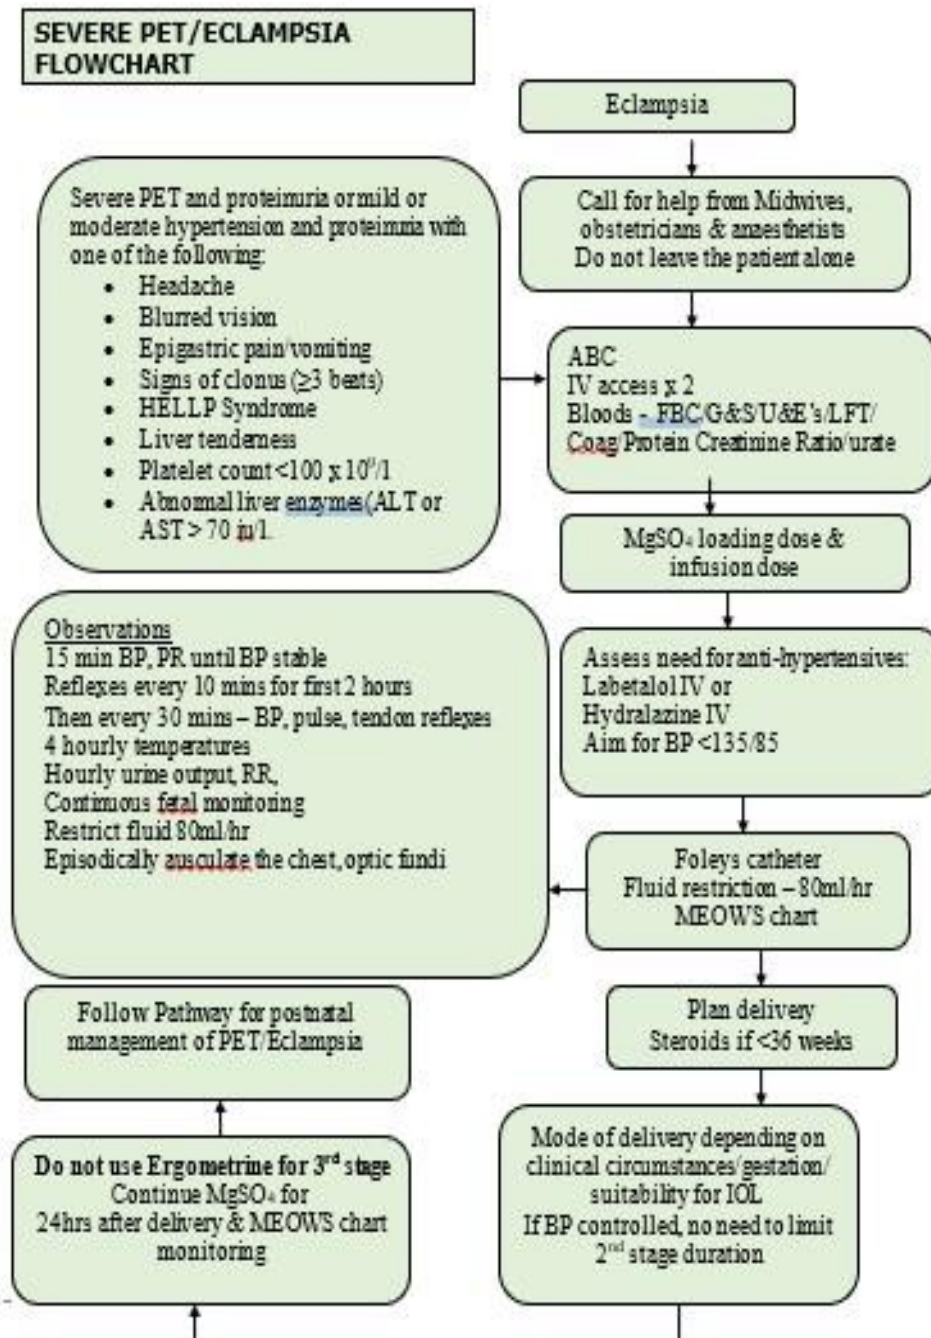 SEVERE PET/ECLAMPSIA
FLOWCHART
Eclampsia
Call for help from Midwives,
obstetricians & anaesthetists
Do not leave the patient alone
Severe PET and proteinuria or mild or
moderate hypertension and proteinuria with
one of the following:
• Headache
• Blurred vision
• Epigastric pain/vomiting
• Signs of clonus (≥3 beats)
• HELLP Syndrome
• Liver tenderness
• Platelet count <100 x 10⁹/l
• Abnormal liver enzymes(ALT or
AST > 70 iu/l.
ABC
IV access x 2
Bloods - FBC/G&S/U&E's/LFT/
Coag/Protein Creatinine Ratio/urate
MgSO₄ loading dose &
infusion dose
Assess need for anti-hypertensives:
Labetalol IV or
Hydralazine IV
Aim for BP <135/85
Foleys catheter
Fluid restriction – 80ml/hr
MEOWS chart
Observations
15 min BP, PR until BP stable
Reflexes every 10 mins for first 2 hours
Then every 30 mins – BP, pulse, tendon reflexes
4 hourly temperatures
Hourly urine output, RR,
Continuous fetal monitoring
Restrict fluid 80ml/hr
Episodically ausculate the chest, optic fundi
Plan delivery
Steroids if <36 weeks
Mode of delivery depending on
clinical circumstances/gestation/
suitability for IOL
If BP controlled, no need to limit
2nd stage duration
Do not use Ergometrine for 3rd stage
Continue MgSO₄ for
24hrs after delivery & MEOWS chart
monitoring
Follow Pathway for postnatal
management of PET/Eclampsia